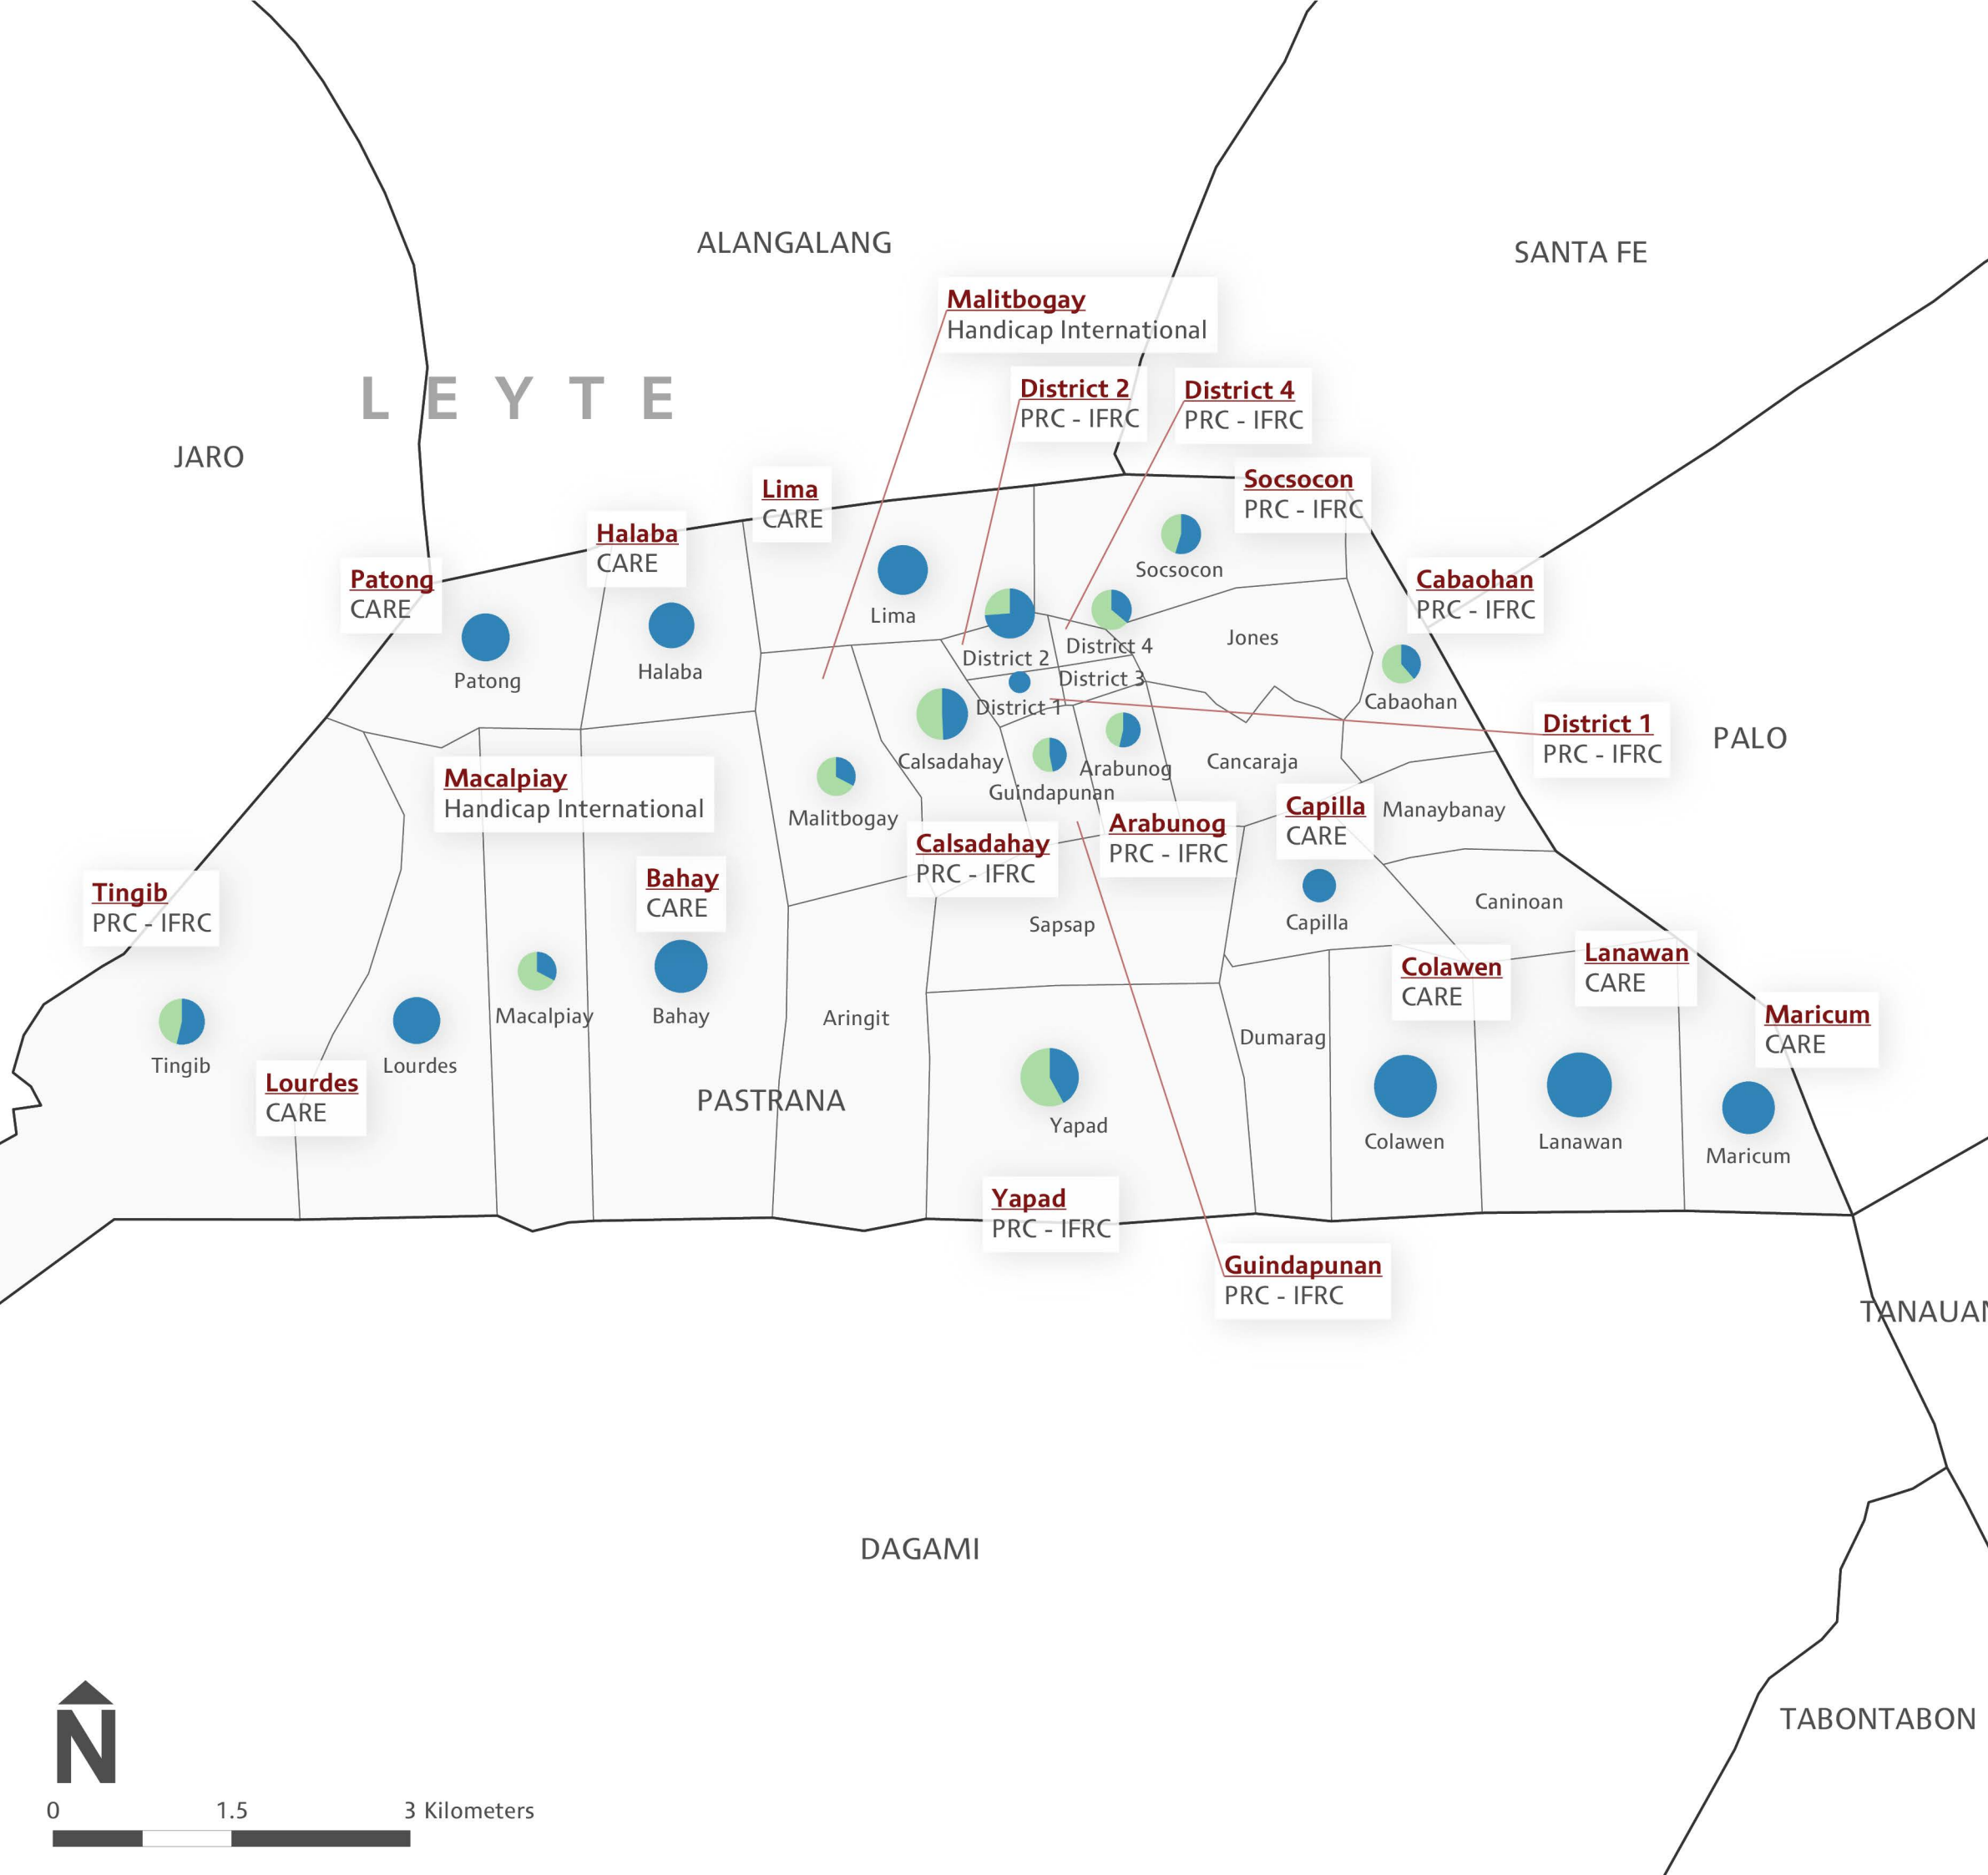 ALANGALANG
SANTA FE
Malitbogay
Handicap International
District 2
PRC - IFRC
District 4
PRC - IFRC
LEYTE
JARO
Lima
CARE
Socsocon
PRC - IFRC
Halaba
CARE
Patong
CARE
Cabaohan
PRC - IFRC
Socsocon
Lima
Jones
District 4
District 2
Halaba
Patong
District 3
Cabaohan
District 1
District 1
PRC - IFRC
PALO
Calsadahay
Arabunog
Cancaraja
Guindapunan
Malitbogay
Macalpiay
Handicap International
Manaybanay
Capilla
CARE
Arabunog
PRC - IFRC
Calsadahay
PRC - IFRC
Bahay
CARE
Tingib
PRC - IFRC
Caninoan
Sapsap
Capilla
Colawen
CARE
Lanawan
CARE
Maricum
CARE
Macalpiay
Bahay
Aringit
Dumarag
Tingib
Lourdes
Lourdes
CARE
PASTRANA
Yapad
Colawen
Lanawan
Maricum
Yapad
PRC - IFRC
Guindapunan
PRC - IFRC
TANAUAN
DAGAMI
TABONTABON
N
0 1.5 3 Kilometers